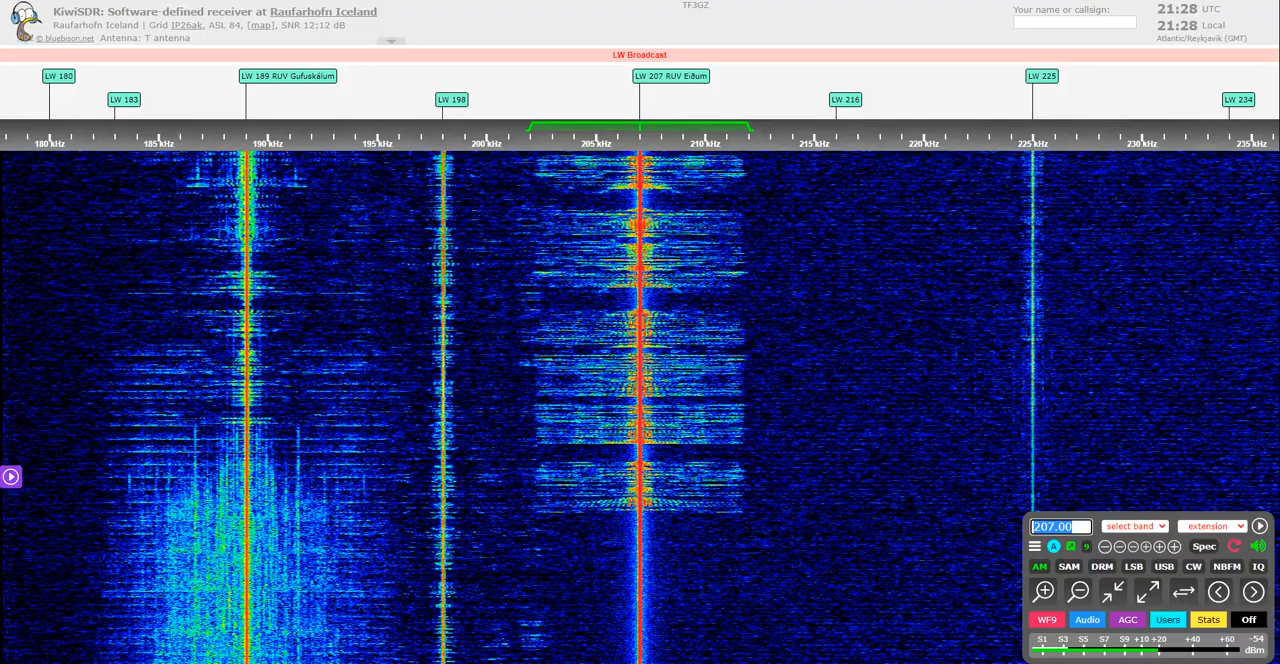 KiwiSDR: Software-defined receiver at Raufarhofn Iceland
Raufarhofn Iceland | Grid IP26ak, ASL 84, [map], SNR 12:12 dB
© bluebison.net Antenna: T antenna
TF3GZ
Your name or callsign:
21:28 UTC
21:28 Local
Atlantic/Reykjavik (GMT)
LW Broadcast
LW 180 LW 189 RUV Gufuskálum LW 207 RUV Eiðum LW 225
LW 183 LW 198 LW 216 LW 234
180 kHz 185 kHz 190 kHz 195 kHz 200 kHz 205 kHz 210 kHz 215 kHz 220 kHz 225 kHz 230 kHz 235 kHz
207.00 select band extension
A 9 Spec
AM SAM DRM LSB USB CW NBFM IQ
WF9 Audio AGC Users Stats Off
S1 S3 S5 S7 S9 +10 +20 +40 +60 -54
dBm